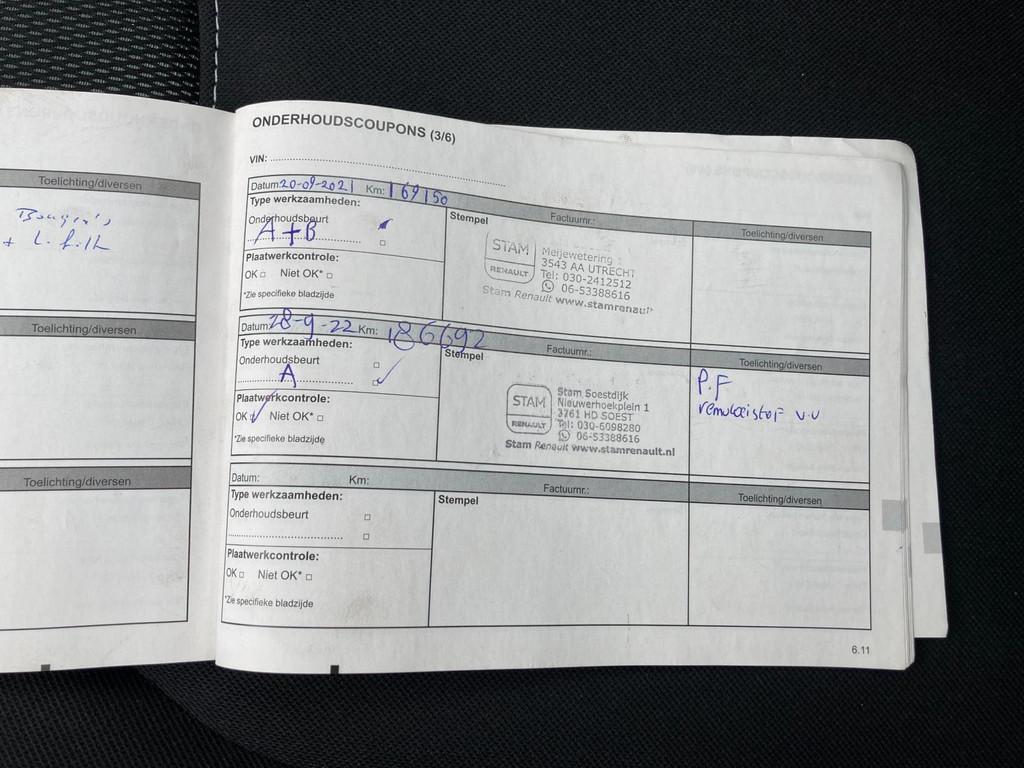 Toelichting/diversen
Toelichting/diversen
Toelichting/diversen
ONDERHOUDSCOUPONS (3/6)
VIN:
Datum: 20-09-2021 Km: 169150 Factuurnr.: Toelichting/diversen
Type werkzaamheden:
Onderhoudsbeurt
A+B
Plaatwerkcontrole:
OK Niet OK*
*Zie specifieke bladzijde
Stempel
STAM
RENAULT
Meijewetering
3543 AA UTRECHT
Tel: 030-2412512
06-53388616
Stam Renault www.stamrenault
Datum: 28-9-22 Km: 186692 Factuurnr.: Toelichting/diversen
Type werkzaamheden:
Onderhoudsbeurt
A
Plaatwerkcontrole:
OK Niet OK*
*Zie specifieke bladzijde
Stempel
STAM
RENAULT
Stam Soestdijk
Nieuwerhoekplein 1
3761 HD SOEST
Tel: 030-6098280
06-53388616
Stam Renault www.stamrenault.nl
P.F
remvloeistof v.v
Datum: Km: Factuurnr.: Toelichting/diversen
Type werkzaamheden:
Onderhoudsbeurt
Plaatwerkcontrole:
OK Niet OK*
*Zie specifieke bladzijde
Stempel
6.11